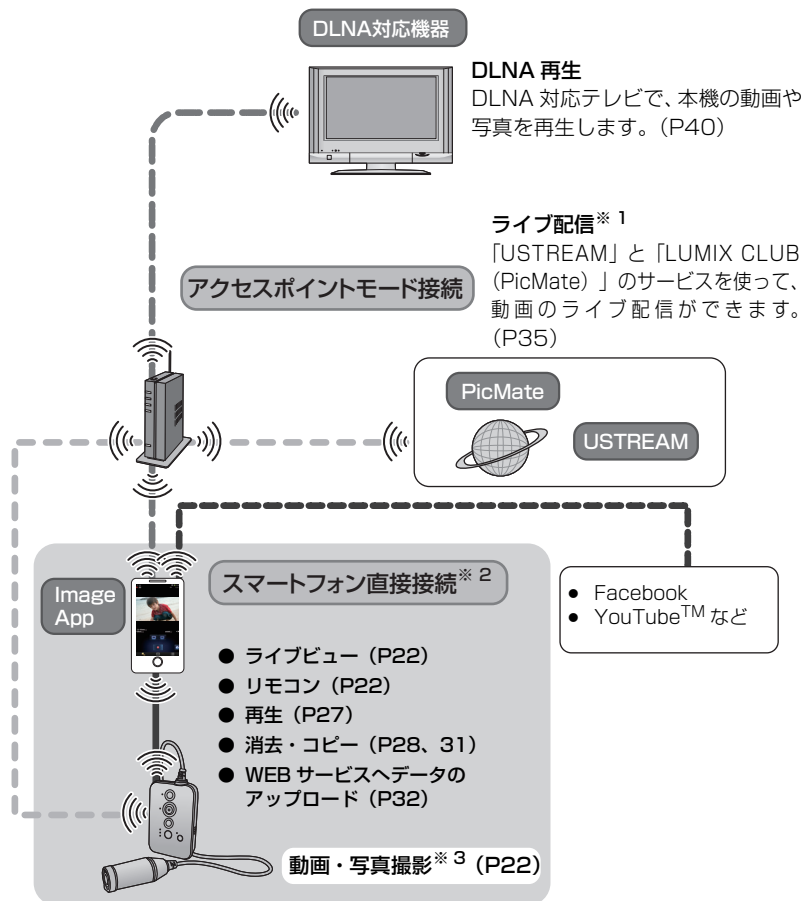 DLNA対応機器
DLNA 再生
DLNA 対応テレビで、本機の動画や
写真を再生します。（P40）
ライブ配信※ 1
「USTREAM」と「LUMIX CLUB
（PicMate）」のサービスを使って、
動画のライブ配信ができます。
（P35）
アクセスポイントモード接続
PicMate
USTREAM
Image
App
スマートフォン直接接続※ 2
● Facebook
● YouTubeTM など
● ライブビュー（P22）
● リモコン（P22）
● 再生（P27）
● 消去・コピー（P28、31）
● WEB サービスへデータの
アップロード（P32）
動画・写真撮影※ 3（P22）